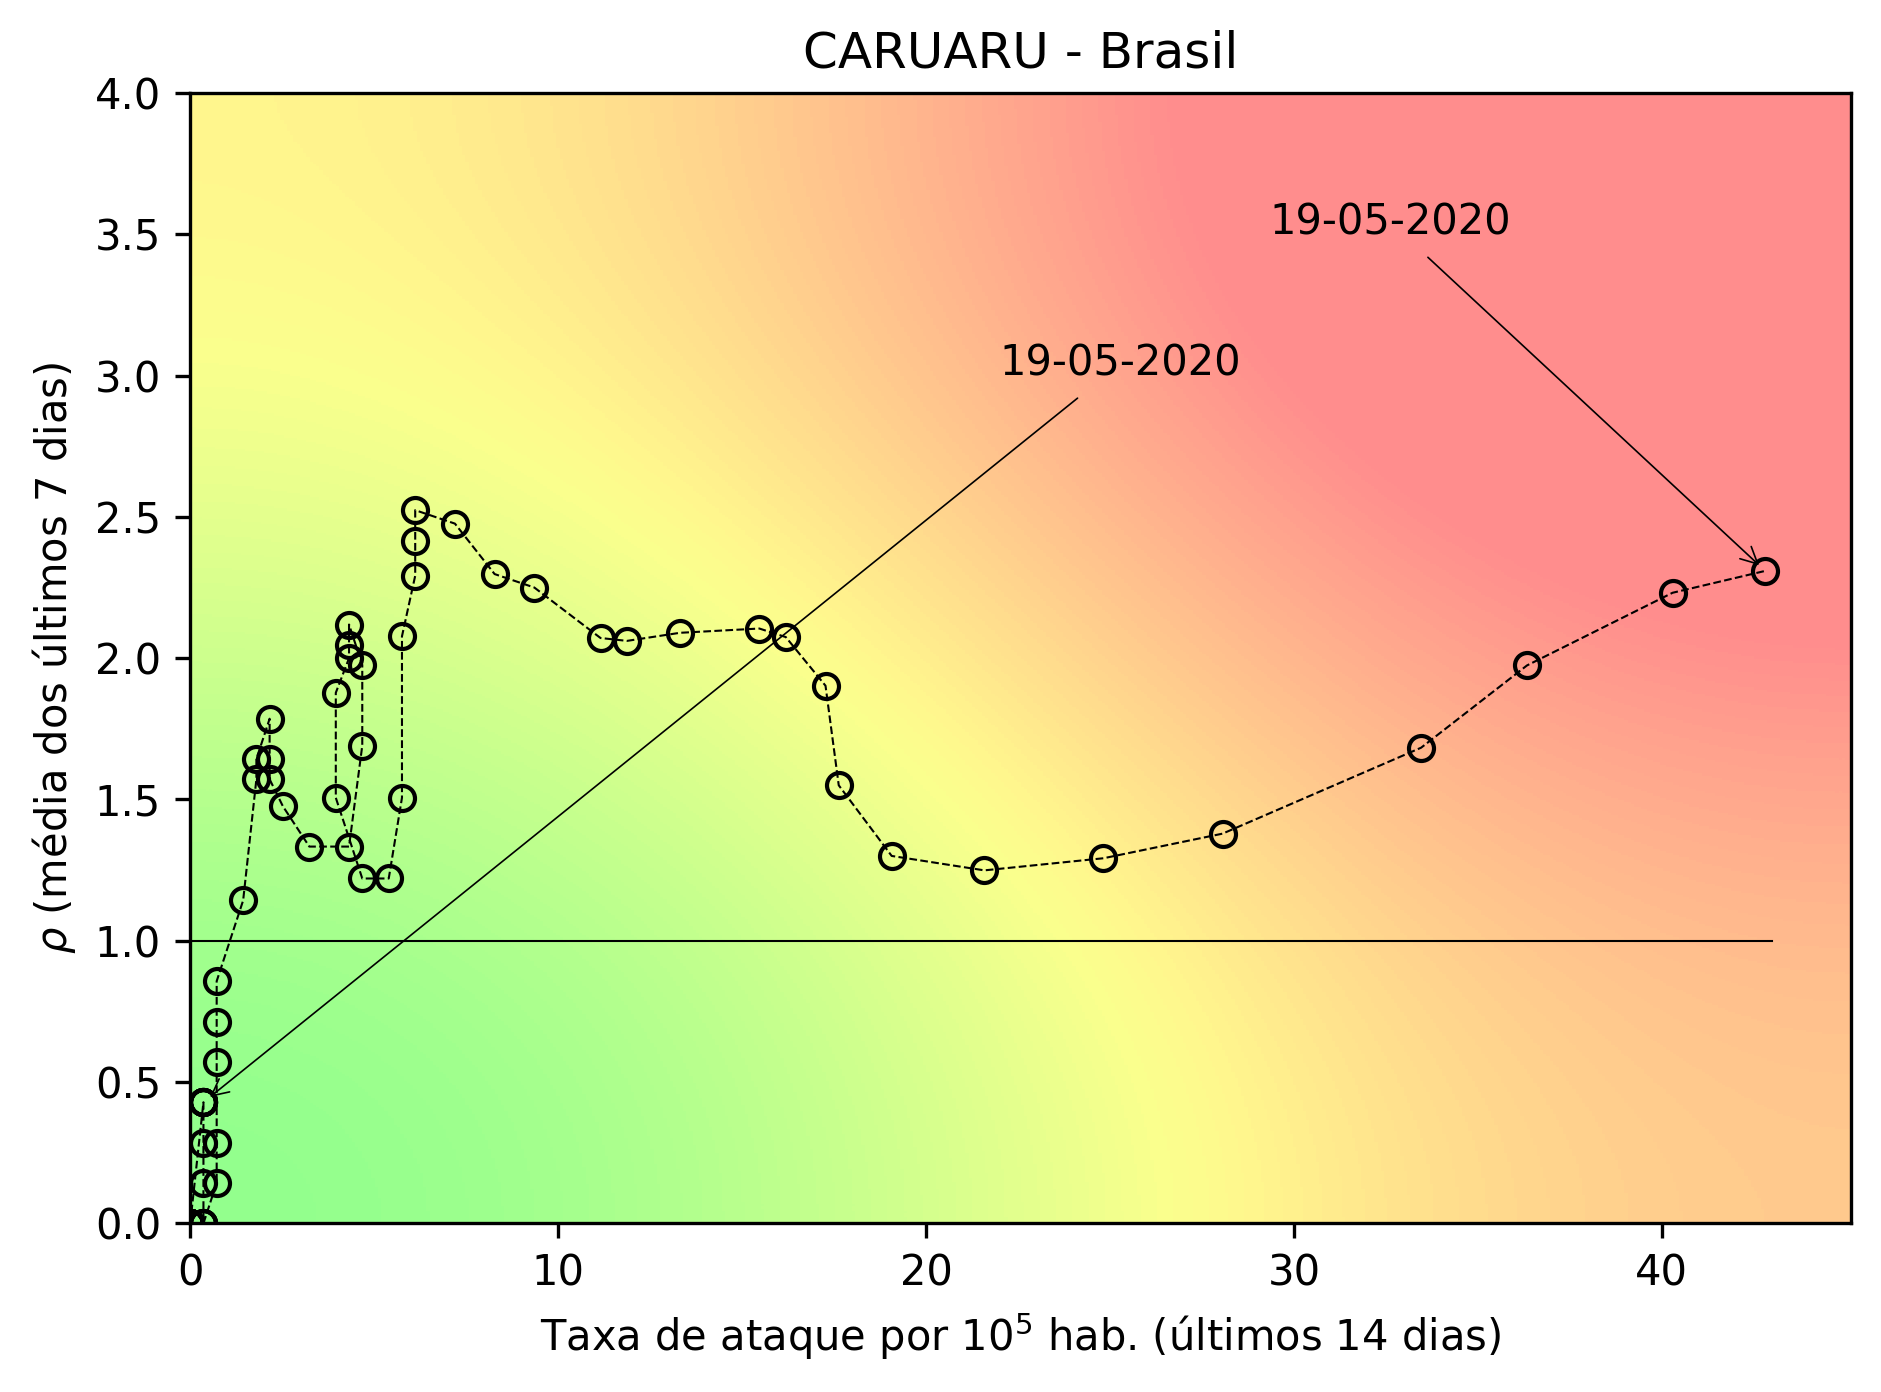 CARUARU - Brasil
4.0
3.5
3.0
2.5
2.0
1.5
1.0
0.5
0.0
ρ (média dos últimos 7 dias)
19-05-2020
19-05-2020
0 10 20 30 40
Taxa de ataque por 10⁵ hab. (últimos 14 dias)